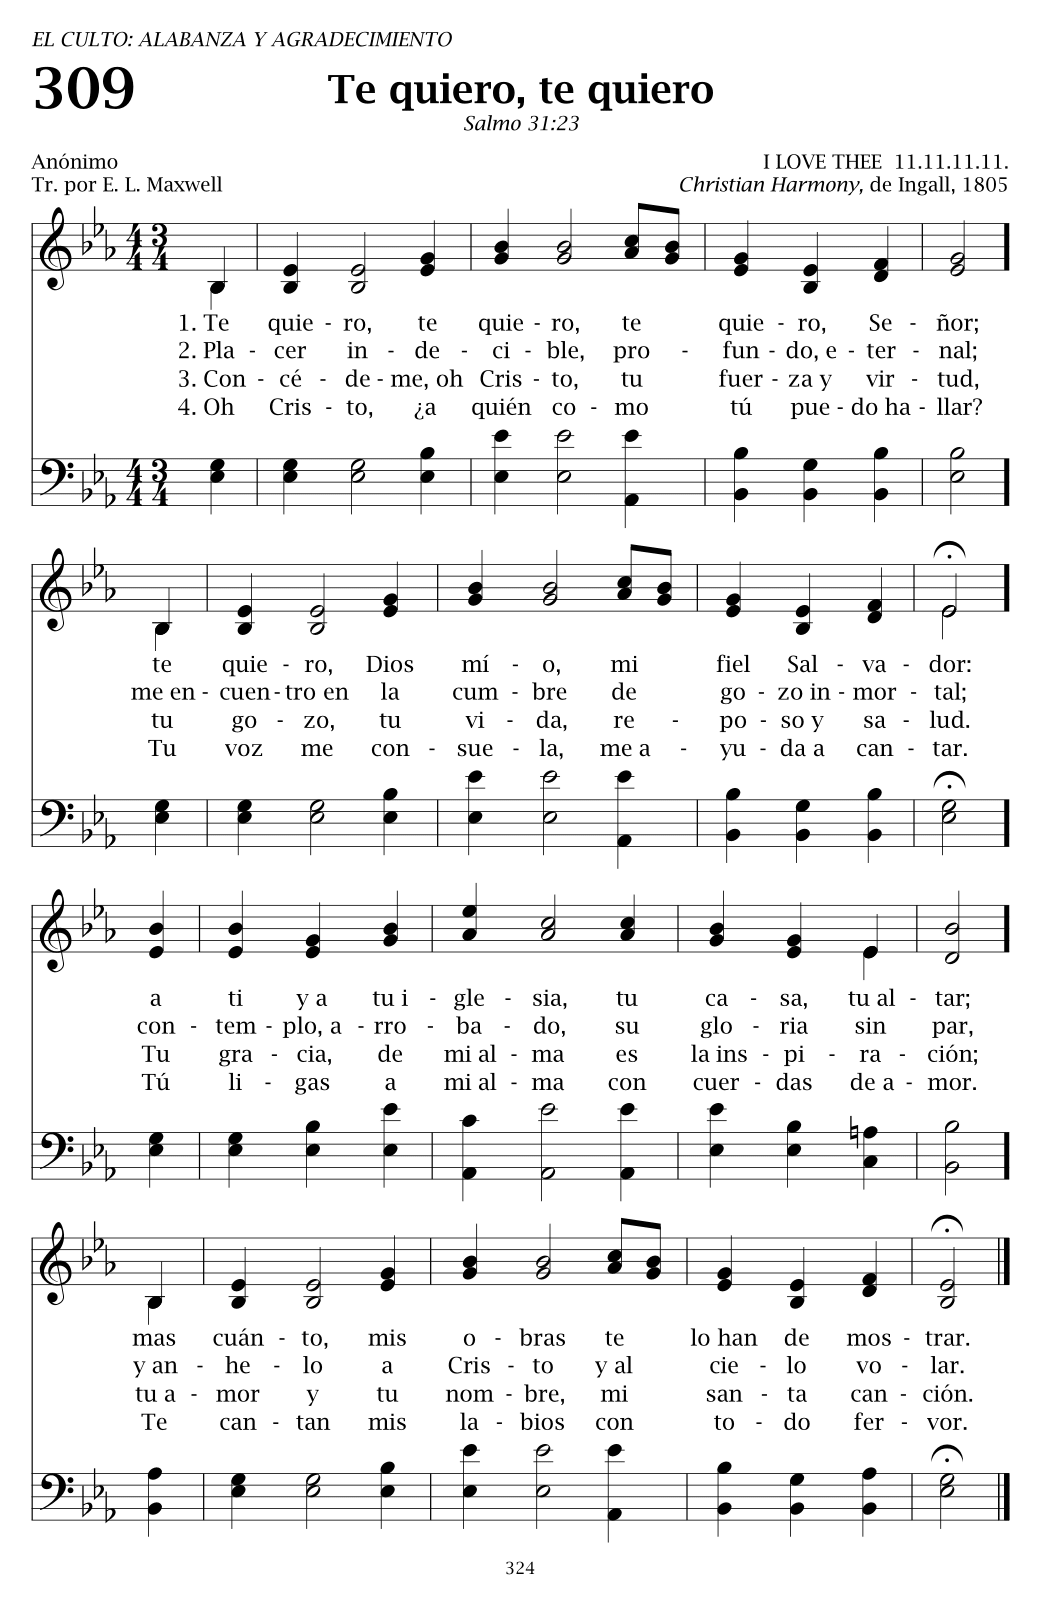 EL CULTO: ALABANZA Y AGRADECIMIENTO
309
Te quiero, te quiero
Salmo 31:23
Anónimo
I LOVE THEE 11.11.11.11.
Tr. por E. L. Maxwell
Christian Harmony, de Ingall, 1805
4 3
4 4
1. Te quie - ro, te quie - ro, te quie - ro, Se - ñor;
2. Pla - cer in - de - ci - ble, pro - fun - do, e - ter - nal;
3. Con - cé - de - me, oh Cris - to, tu fuer - za y vir - tud,
4. Oh Cris - to, ¿a quién co - mo tú pue - do ha - llar?
4 3
4 4
te quie - ro, Dios mí - o, mi fiel Sal - va - dor:
me en - cuen - tro en la cum - bre de go - zo in - mor - tal;
tu go - zo, tu vi - da, re - po - so y sa - lud.
Tu voz me con - sue - la, me a - yu - da a can - tar.
a ti y a tu i - gle - sia, tu ca - sa, tu al - tar;
con - tem - plo, a - rro - ba - do, su glo - ria sin par,
Tu gra - cia, de mi al - ma es la ins - pi - ra - ción;
Tú li - gas a mi al - ma con cuer - das de a - mor.
mas cuán - to, mis o - bras te lo han de mos - trar.
y an - he - lo a Cris - to y al cie - lo vo - lar.
tu a - mor y tu nom - bre, mi san - ta can - ción.
Te can - tan mis la - bios con to - do fer - vor.
324